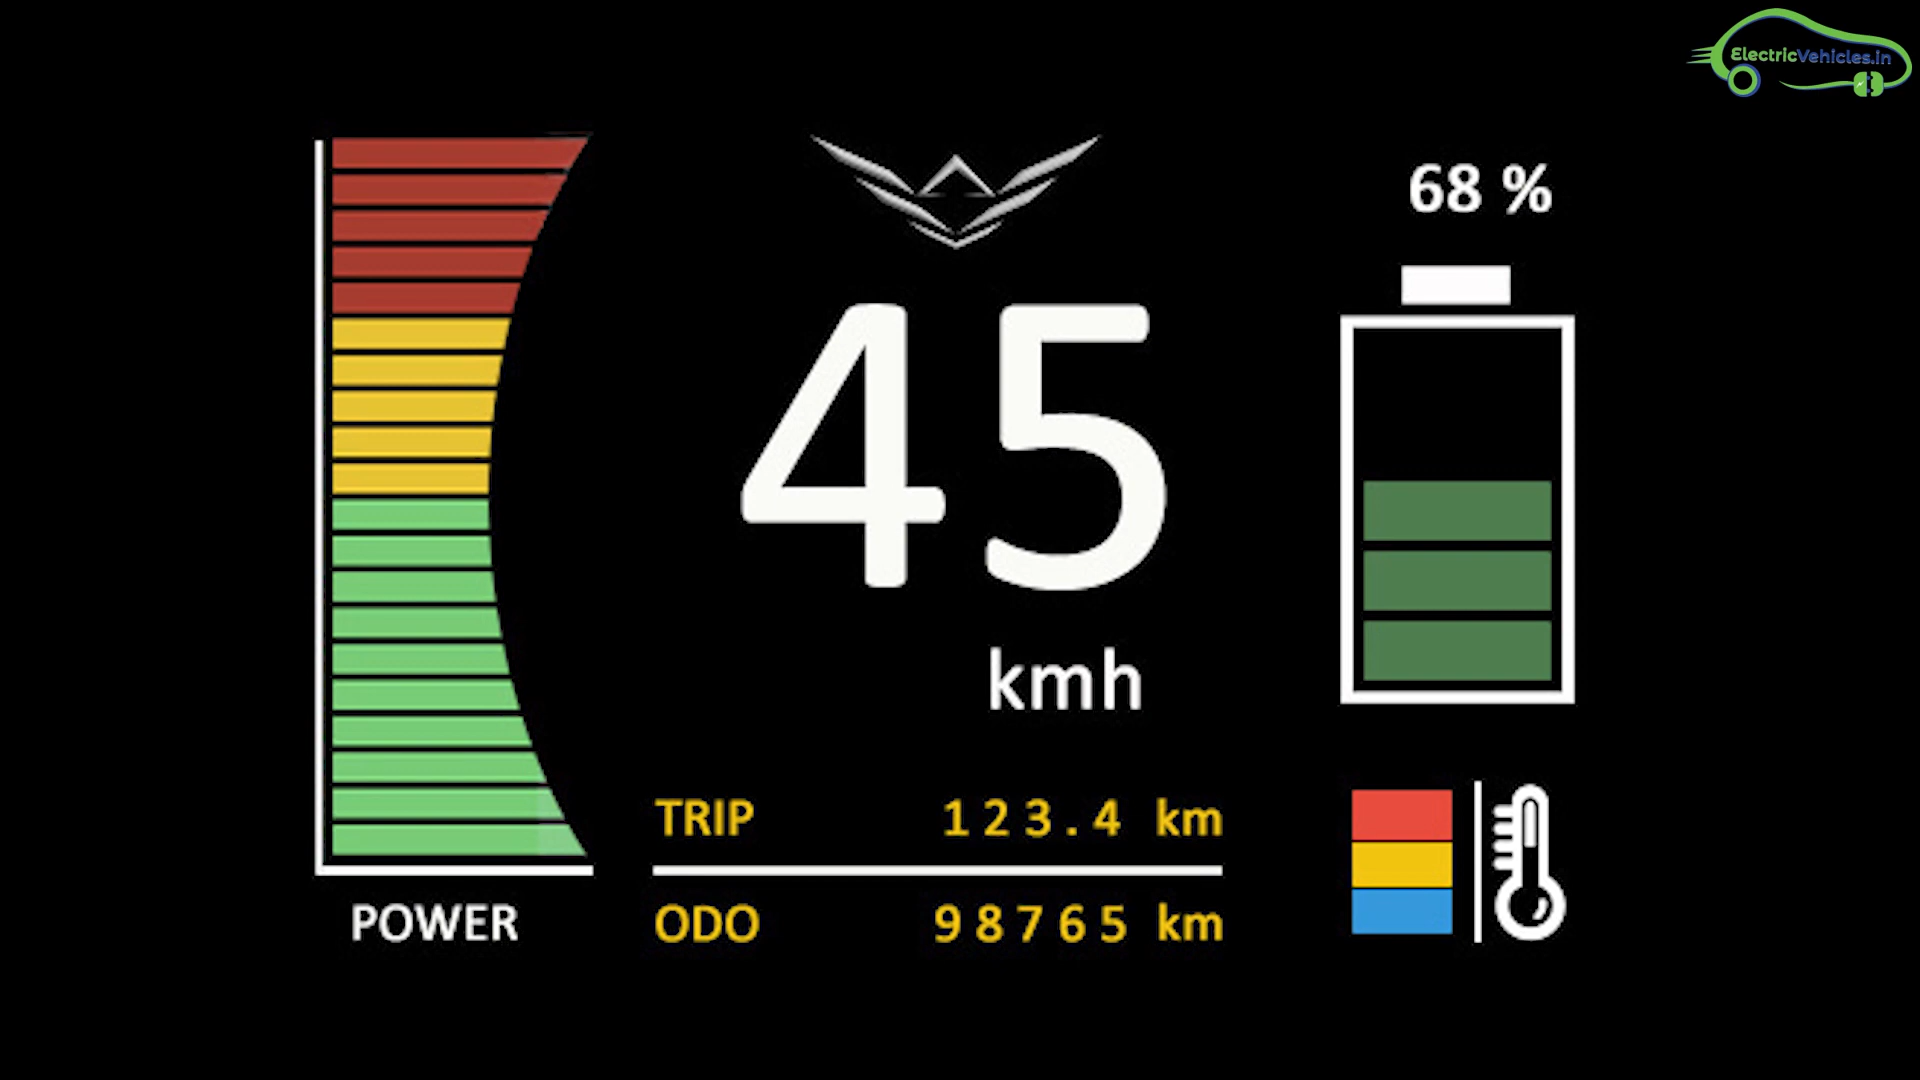 ElectricVehicles.in
68 %
45
kmh
TRIP 123.4 km
ODO 98765 km
POWER